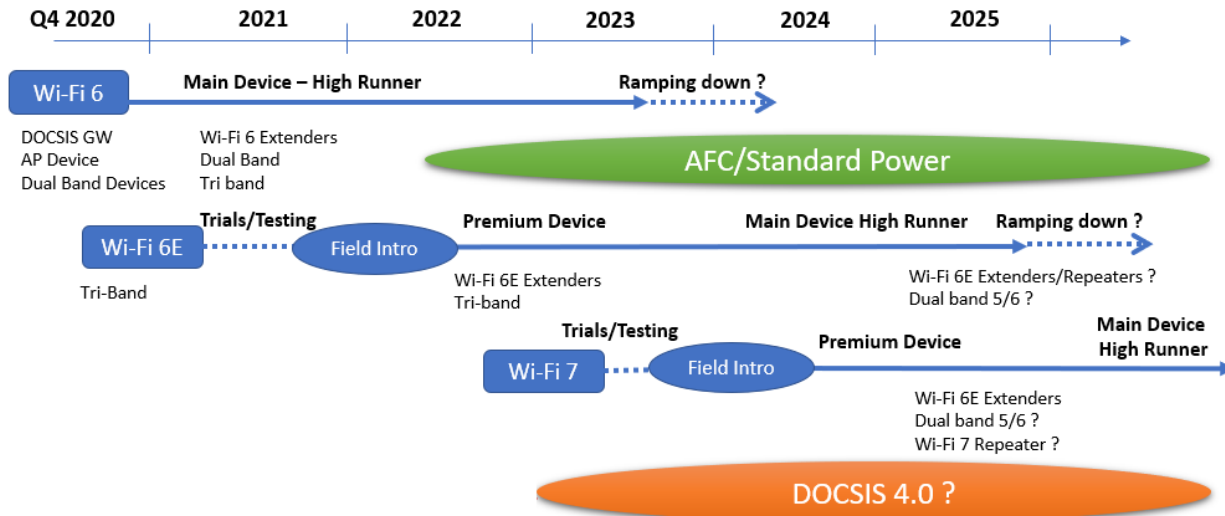 Q4 2020 2021 2022 2023 2024 2025
Main Device – High Runner
Ramping down ?
Wi-Fi 6
DOCSIS GW
AP Device
Dual Band Devices
Wi-Fi 6 Extenders
Dual Band
Tri band
AFC/Standard Power
Trials/Testing
Premium Device
Main Device High Runner
Ramping down ?
Wi-Fi 6E
Field Intro
Tri-Band
Wi-Fi 6E Extenders
Tri-band
Wi-Fi 6E Extenders/Repeaters ?
Dual band 5/6 ?
Trials/Testing
Premium Device
Main Device
High Runner
Wi-Fi 7
Field Intro
Wi-Fi 6E Extenders
Dual band 5/6 ?
Wi-Fi 7 Repeater ?
DOCSIS 4.0 ?